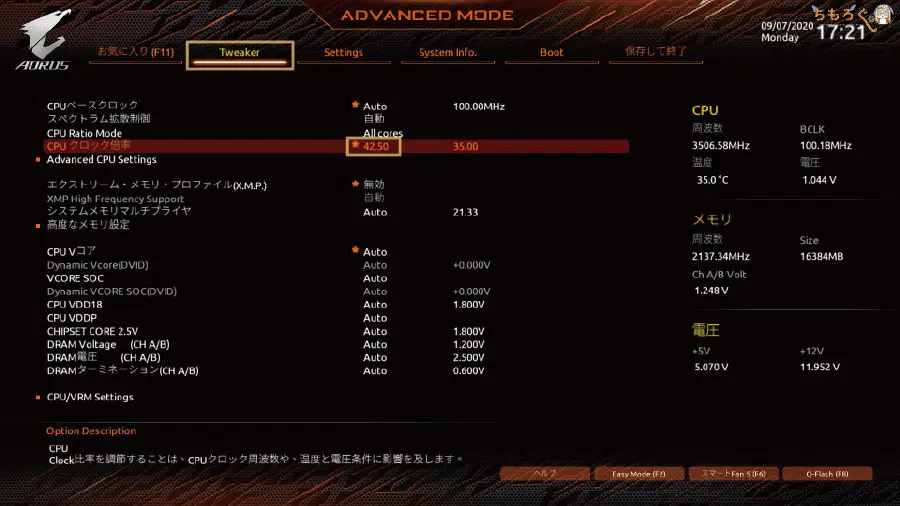 ADVANCED MODE
ちもろぐ
09/07/2020
Monday
17:21
AORUS
お気に入り (F11)
Tweaker
Settings
System Info.
Boot
保存して終了
CPUベースクロック Auto 100.00MHz
スペクトラム拡散制御 自動
CPU Ratio Mode All cores
CPU クロック倍率 42.50 35.00
Advanced CPU Settings
エクストリーム・メモリ・プロファイル(X.M.P.) 無効
XMP High Frequency Support 自動
システムメモリマルチプライヤ Auto 21.33
高度なメモリ設定
CPU Vコア Auto
Dynamic Vcore(DVID) Auto +0.000V
VCORE SOC Auto
Dynamic VCORE SOC(DVID) Auto +0.000V
CPU VDD18 Auto 1.800V
CPU VDDP Auto
CHIPSET CORE 2.5V Auto 1.800V
DRAM Voltage (CH A/B) Auto 1.200V
DRAM電圧 (CH A/B) Auto 2.500V
DRAMターミネーション(CH A/B) Auto 0.600V
CPU/VRM Settings
CPU
周波数 BCLK
3506.58MHz 100.18MHz
温度 電圧
35.0 °C 1.044 V
メモリ
周波数 Size
2137.34MHz 16384MB
Ch A/B Volt
1.248 V
電圧
+5V +12V
5.070 V 11.952 V
Option Description
CPU
Clock比率を調節することは、CPUクロック周波数や、温度と電圧条件に影響を及します。
ヘルプ
Easy Mode (F2)
スマートFan 5 (F6)
Q-Flash (F8)